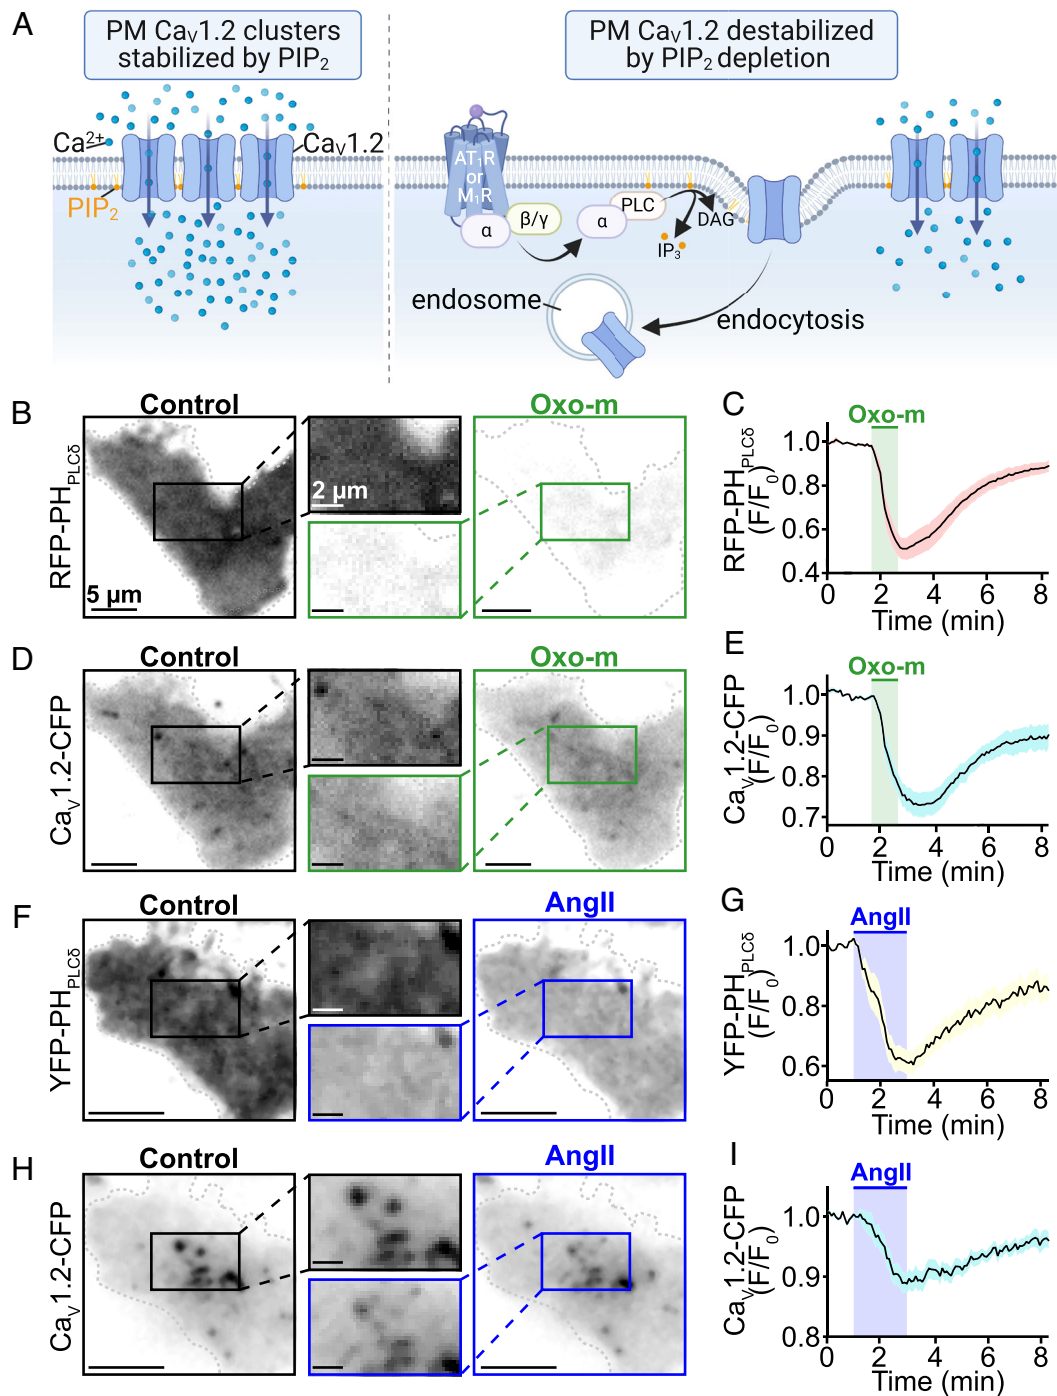 A
PM CaV1.2 clusters
stabilized by PIP2
PM CaV1.2 destabilized
by PIP2 depletion
Ca2+
CaV1.2
PIP2
AT1R
or
M1R
α
β/γ
α
PLC
DAG
IP3
endosome
endocytosis
B
Control
Oxo-m
RFP-PHPLCδ
2 µm
5 µm
C
Oxo-m
RFP-PHPLCδ
(F/F0)
1.0
0.8
0.6
0.4
0 2 4 6 8
Time (min)
D
Control
Oxo-m
CaV1.2-CFP
E
Oxo-m
CaV1.2-CFP
(F/F0)
1.0
0.9
0.8
0.7
0 2 4 6 8
Time (min)
F
Control
AngII
YFP-PHPLCδ
G
AngII
YFP-PHPLCδ
(F/F0)
1.0
0.8
0.6
0 2 4 6 8
Time (min)
H
Control
AngII
CaV1.2-CFP
I
AngII
CaV1.2-CFP
(F/F0)
1.0
0.9
0.8
0 2 4 6 8
Time (min)